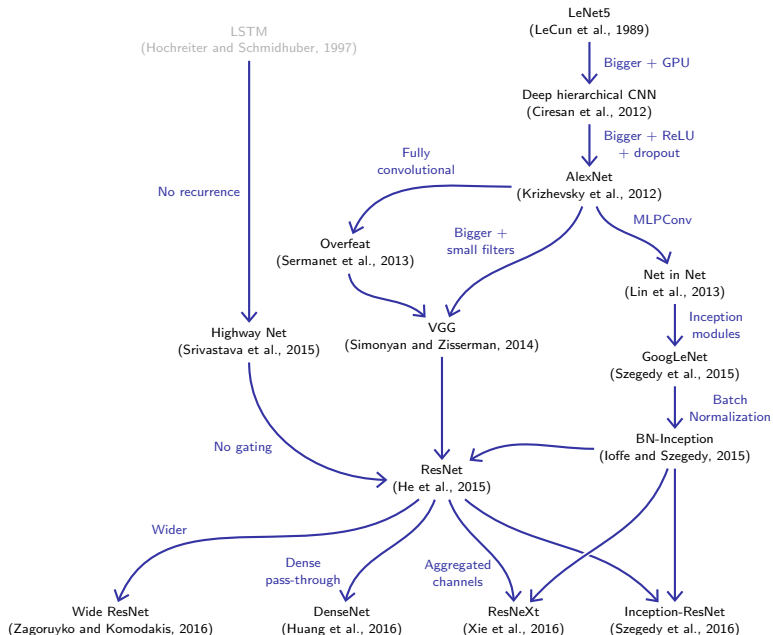 LeNet5
(LeCun et al., 1989)
LSTM
(Hochreiter and Schmidhuber, 1997)
Bigger + GPU
Deep hierarchical CNN
(Ciresan et al., 2012)
Bigger + ReLU
+ dropout
Fully
convolutional
AlexNet
(Krizhevsky et al., 2012)
No recurrence
MLPConv
Bigger +
small filters
Overfeat
(Sermanet et al., 2013)
Net in Net
(Lin et al., 2013)
Inception
modules
Highway Net
(Srivastava et al., 2015)
VGG
(Simonyan and Zisserman, 2014)
GoogLeNet
(Szegedy et al., 2015)
Batch
Normalization
No gating
BN-Inception
(Ioffe and Szegedy, 2015)
ResNet
(He et al., 2015)
Wider
Dense
pass-through
Aggregated
channels
Wide ResNet
(Zagoruyko and Komodakis, 2016)
DenseNet
(Huang et al., 2016)
ResNeXt
(Xie et al., 2016)
Inception-ResNet
(Szegedy et al., 2016)